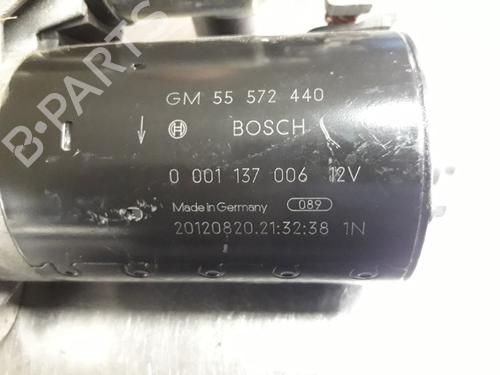 GM 55 572 440
BOSCH
0 001 137 006 12V
Made in Germany 089
20120820.21:32:38 1N
B-PARTS